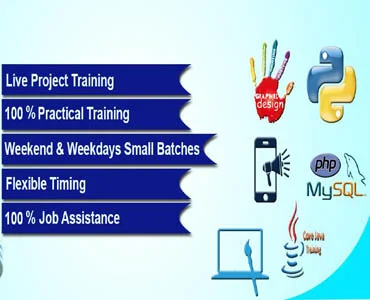 Live Project Training
100 % Practical Training
Weekend & Weekdays Small Batches
Flexible Timing
100 % Job Assistance
GRAPHIC
design
php
MySQL
Core Java
Training